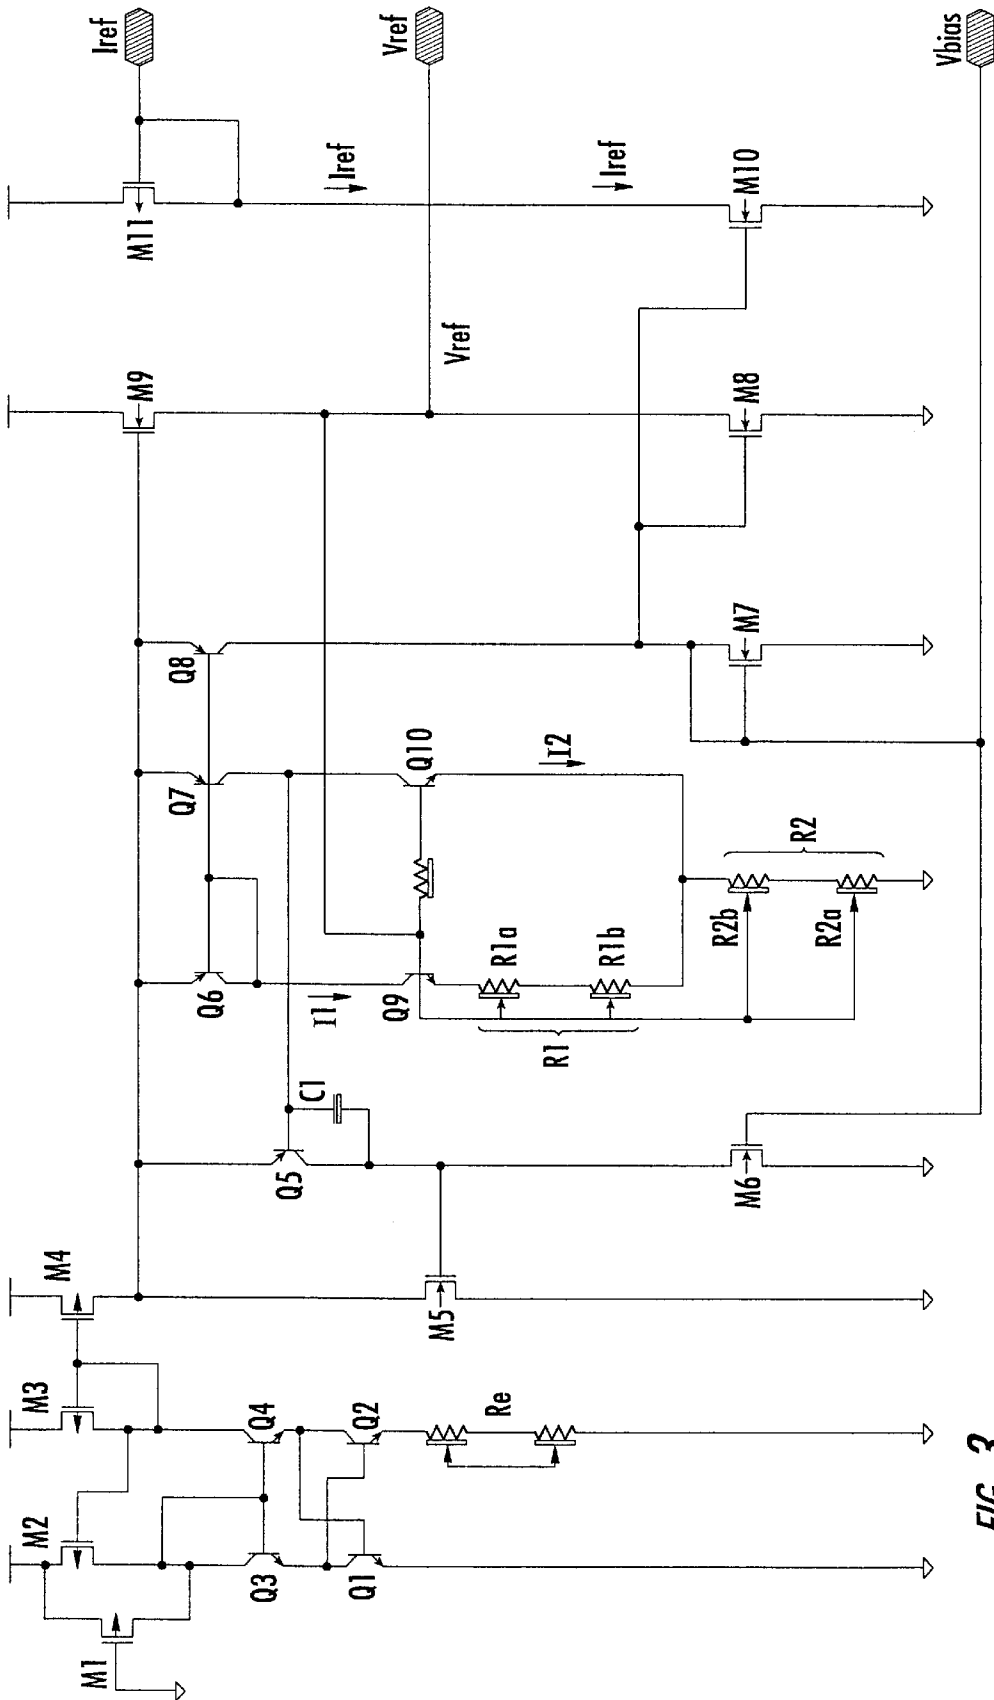 Iref
Vref
Vbias
M11
Iref
Iref
M10
M9
Vref
M8
Q8
M7
Q7
Q10
I2
R2
R2b
R2a
Q6
I1
Q9
R1a
R1b
R1
C1
Q5
M6
M4
M5
M3
Q4
Q2
Re
M2
Q3
Q1
M1
FIG. 3